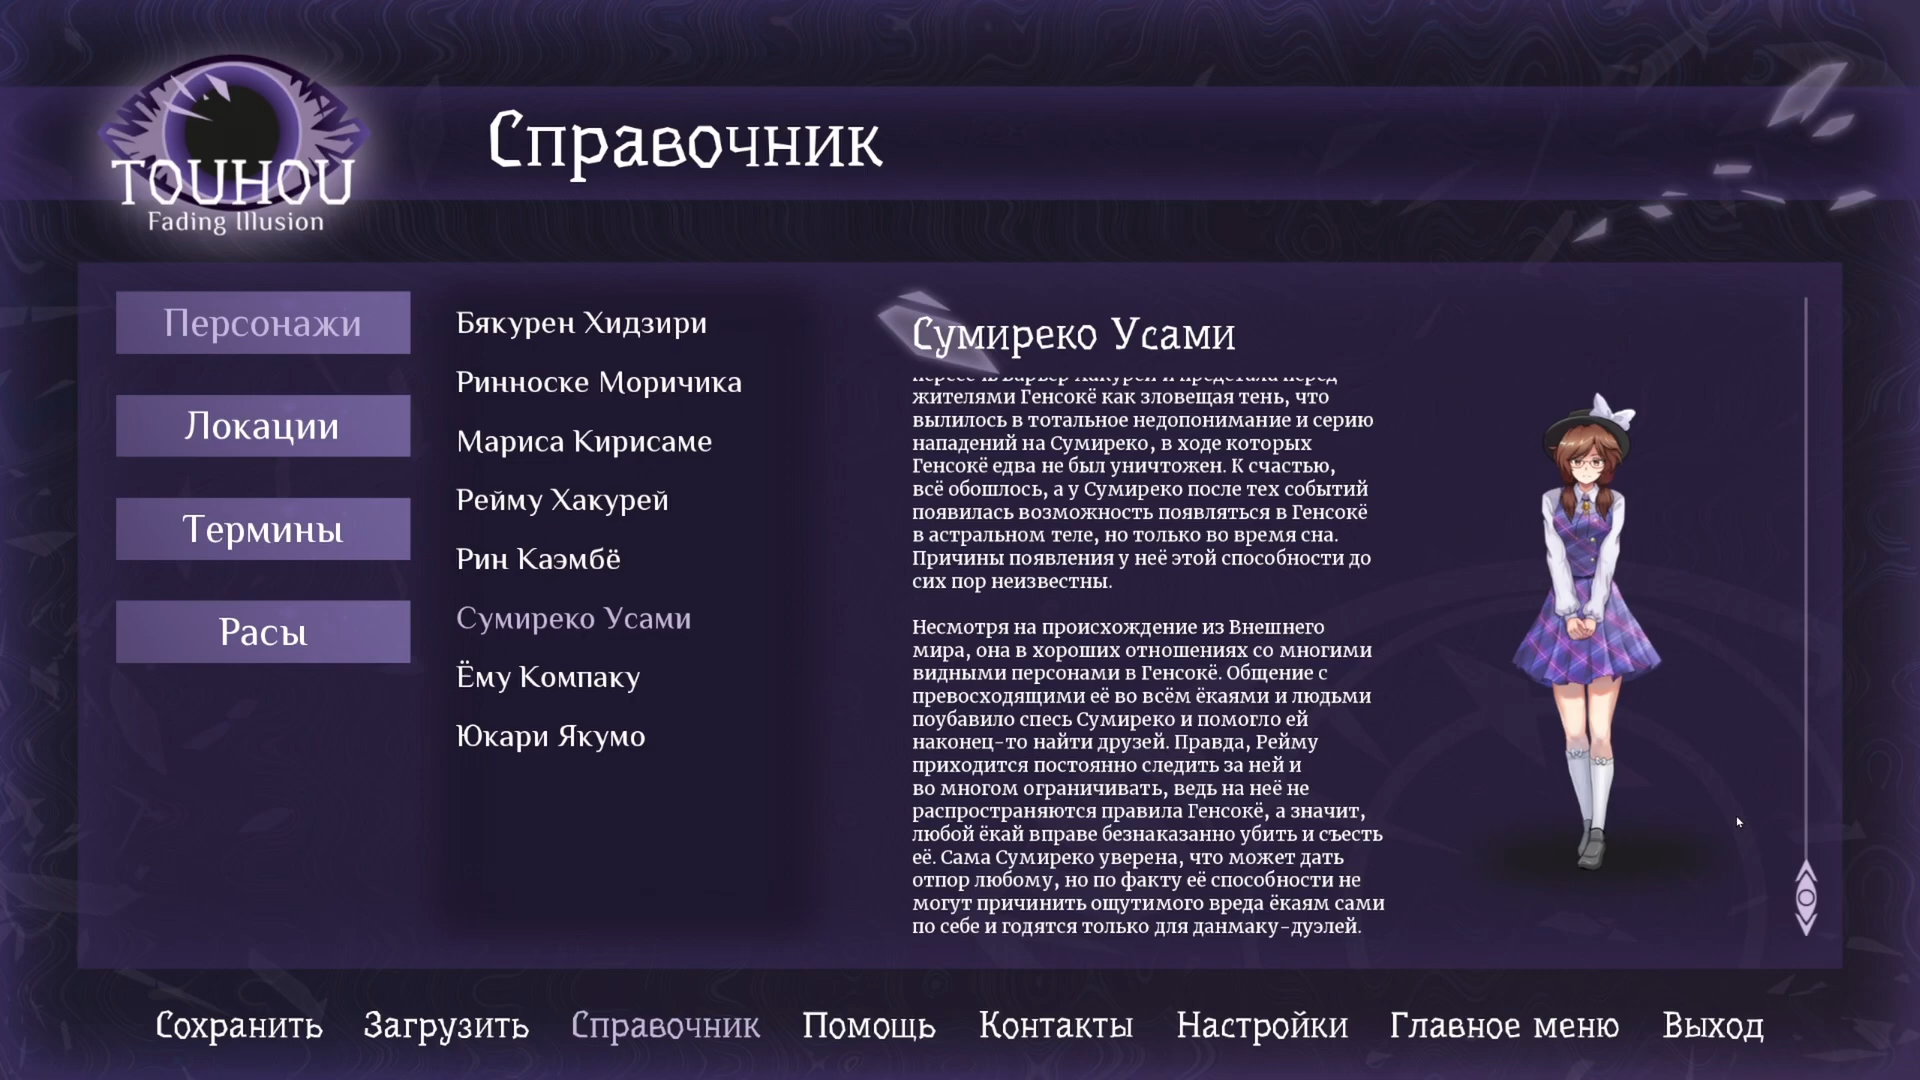 TOUHOU
Fading Illusion
Справочник
Персонажи
Локации
Термины
Расы
Бякурен Хидзири
Ринноске Моричика
Мариса Кирисаме
Рейму Хакурей
Рин Каэмбё
Сумиреко Усами
Ёму Компаку
Юкари Якумо
Сумиреко Усами
жителями Генсокё как зловещая тень, что
вылилось в тотальное недопонимание и серию
нападений на Сумиреко, в ходе которых
Генсокё едва не был уничтожен. К счастью,
всё обошлось, а у Сумиреко после тех событий
появилась возможность появляться в Генсокё
в астральном теле, но только во время сна.
Причины появления у неё этой способности до
сих пор неизвестны.
Несмотря на происхождение из Внешнего
мира, она в хороших отношениях со многими
видными персонами в Генсокё. Общение с
превосходящими её во всём ёкаями и людьми
поубавило спесь Сумиреко и помогло ей
наконец-то найти друзей. Правда, Рейму
приходится постоянно следить за ней и
во многом ограничивать, ведь на неё не
распространяются правила Генсокё, а значит,
любой ёкай вправе безнаказанно убить и съесть
её. Сама Сумиреко уверена, что может дать
отпор любому, но по факту её способности не
могут причинить ощутимого вреда ёкаям сами
по себе и годятся только для данмаку-дуэлей.
Сохранить
Загрузить
Справочник
Помощь
Контакты
Настройки
Главное меню
Выход